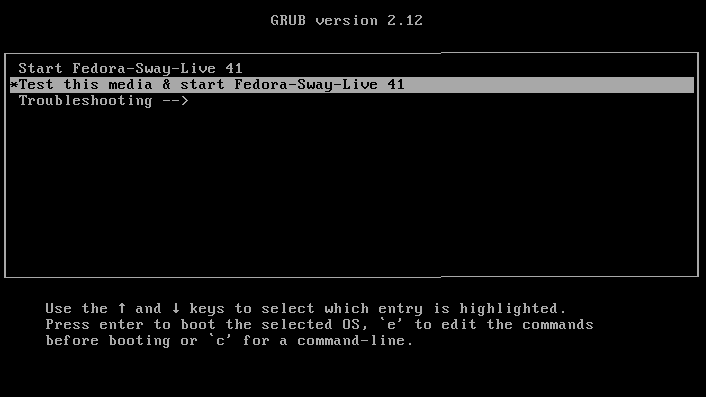 GRUB version 2.12
Start Fedora-Sway-Live 41
*Test this media & start Fedora-Sway-Live 41
Troubleshooting -->
Use the ↑ and ↓ keys to select which entry is highlighted.
Press enter to boot the selected OS, `e' to edit the commands
before booting or `c' for a command-line.